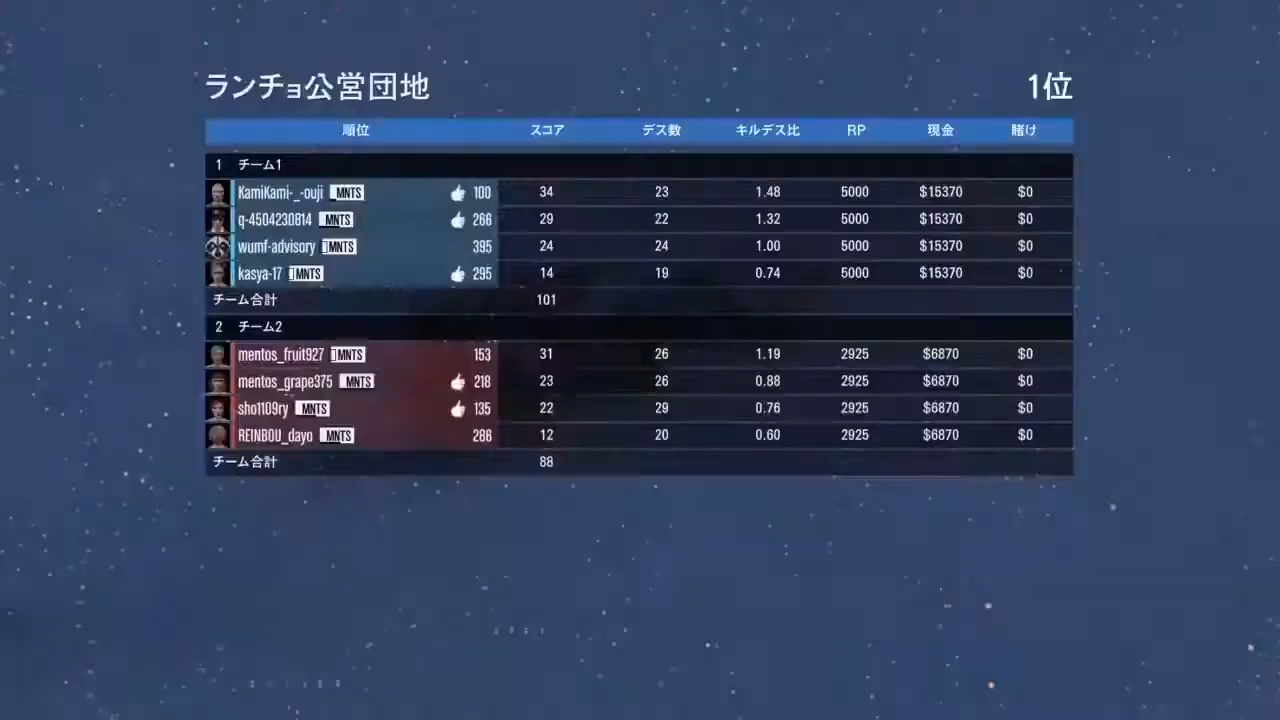 ランチョ公営団地 1位
順位 スコア デス数 キルデス比 RP 現金 賭け
1 チーム1
KamiKami-_-ouji MNTS 100 34 23 1.48 5000 $15370 $0
q-4504230814 MNTS 266 29 22 1.32 5000 $15370 $0
wumf-advisory MNTS 395 24 24 1.00 5000 $15370 $0
kasya-17 MNTS 295 14 19 0.74 5000 $15370 $0
チーム合計 101
2 チーム2
mentos_fruit927 MNTS 153 31 26 1.19 2925 $6870 $0
mentos_grape375 MNTS 218 23 26 0.88 2925 $6870 $0
sho1109ry MNTS 135 22 29 0.76 2925 $6870 $0
REINBOU_dayo MNTS 286 12 20 0.60 2925 $6870 $0
チーム合計 88